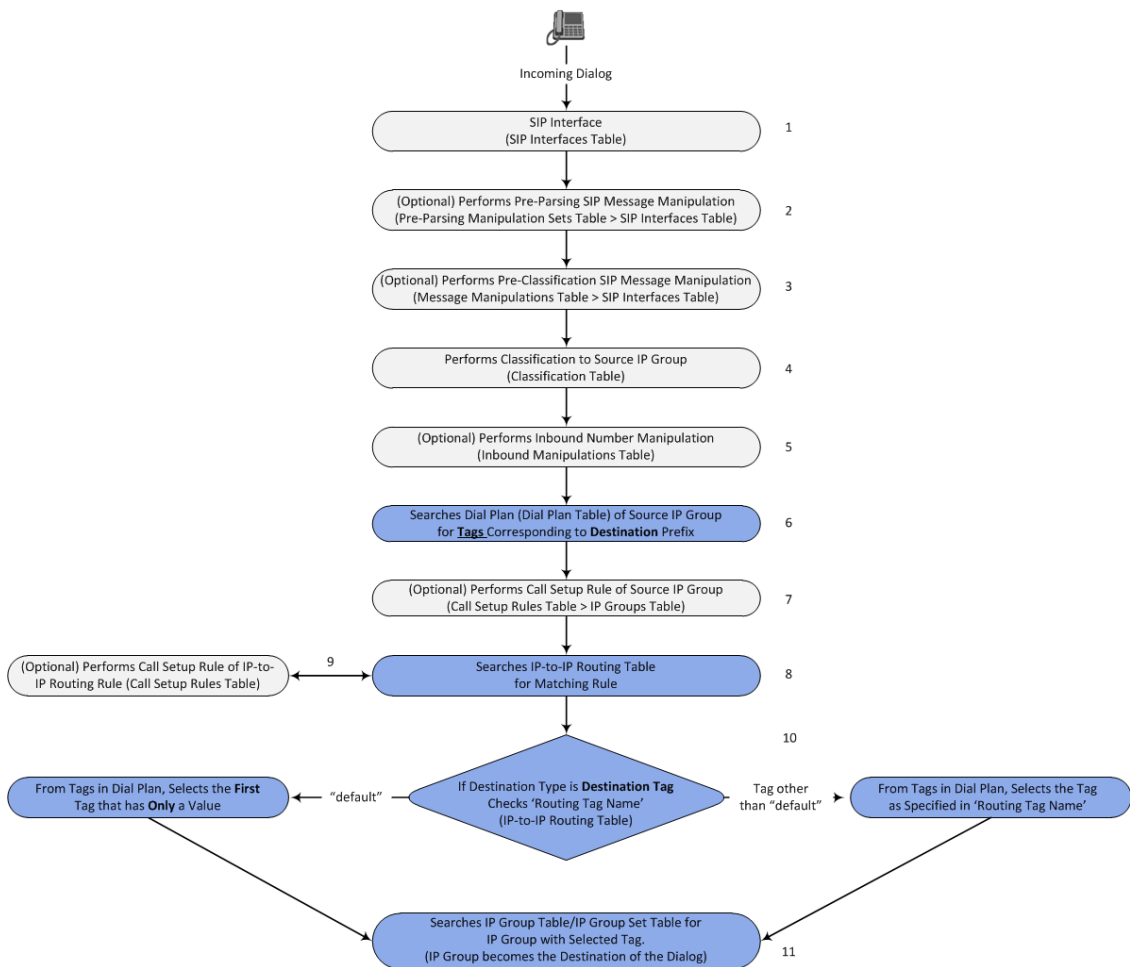 Incoming Dialog
SIP Interface
(SIP Interfaces Table)
1
(Optional) Performs Pre-Parsing SIP Message Manipulation
(Pre-Parsing Manipulation Sets Table > SIP Interfaces Table)
2
(Optional) Performs Pre-Classification SIP Message Manipulation
(Message Manipulations Table > SIP Interfaces Table)
3
Performs Classification to Source IP Group
(Classification Table)
4
(Optional) Performs Inbound Number Manipulation
(Inbound Manipulations Table)
5
Searches Dial Plan (Dial Plan Table) of Source IP Group
for Tags Corresponding to Destination Prefix
6
(Optional) Performs Call Setup Rule of Source IP Group
(Call Setup Rules Table > IP Groups Table)
7
(Optional) Performs Call Setup Rule of IP-to-
IP Routing Rule (Call Setup Rules Table)
9
Searches IP-to-IP Routing Table
for Matching Rule
8
10
From Tags in Dial Plan, Selects the First
Tag that has Only a Value
“default”
If Destination Type is Destination Tag
Checks ‘Routing Tag Name’
(IP-to-IP Routing Table)
Tag other
than “default”
From Tags in Dial Plan, Selects the Tag
as Specified in ‘Routing Tag Name’
Searches IP Group Table/IP Group Set Table for
IP Group with Selected Tag.
(IP Group becomes the Destination of the Dialog)
11